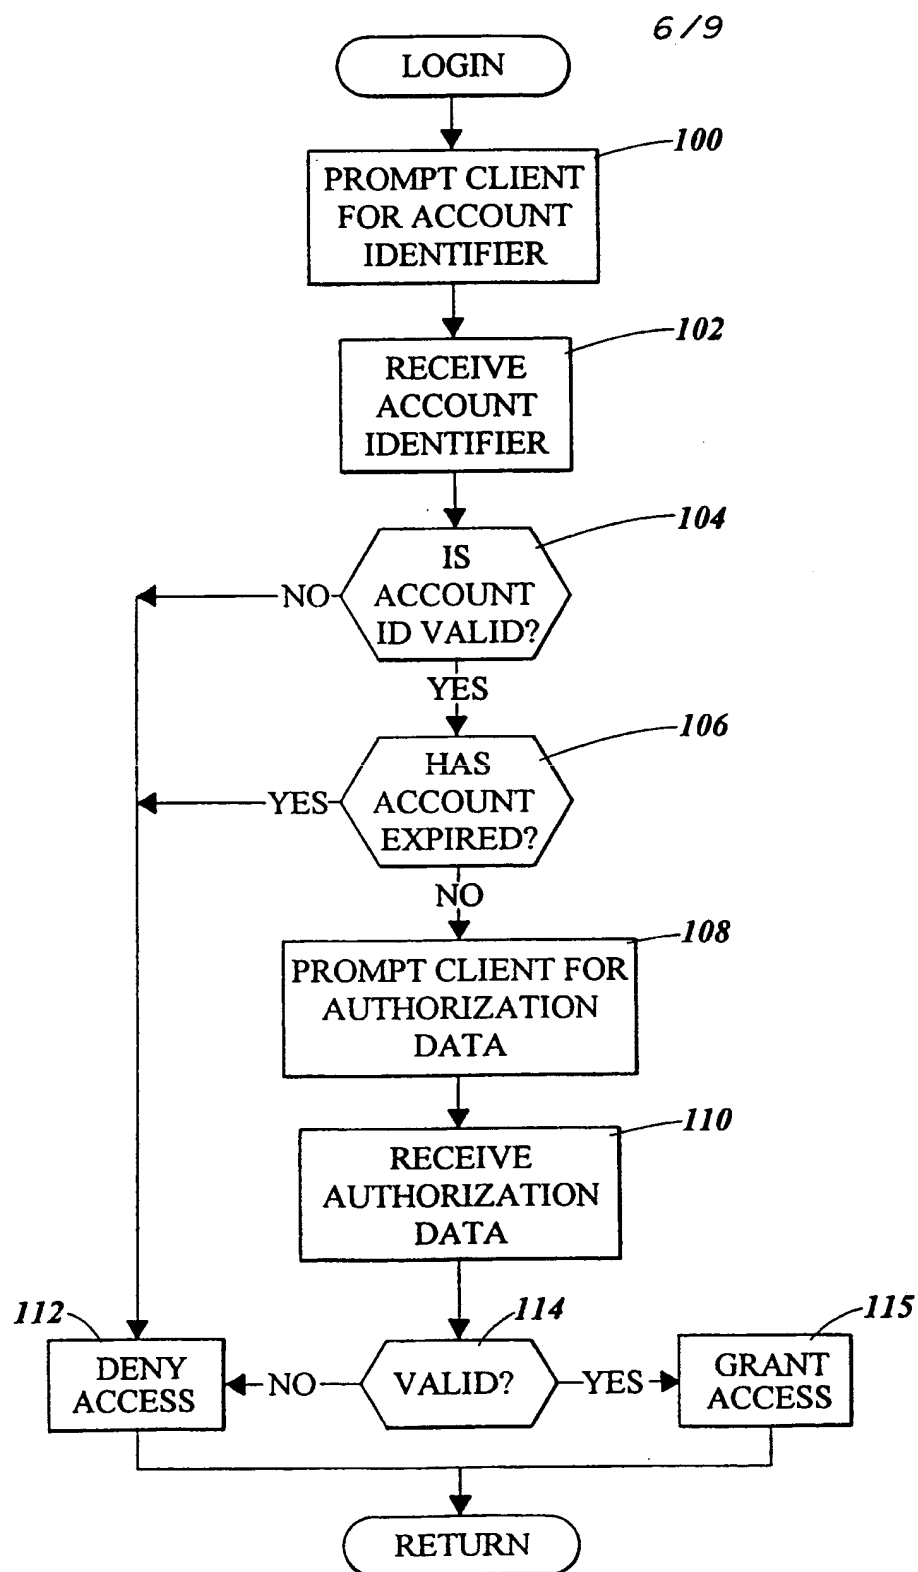 6/9
LOGIN
100
PROMPT CLIENT
FOR ACCOUNT
IDENTIFIER
102
RECEIVE
ACCOUNT
IDENTIFIER
104
IS
ACCOUNT
ID VALID?
NO
YES
106
HAS
ACCOUNT
EXPIRED?
YES
NO
108
PROMPT CLIENT FOR
AUTHORIZATION
DATA
110
RECEIVE
AUTHORIZATION
DATA
112
DENY
ACCESS
NO
114
VALID?
YES
115
GRANT
ACCESS
RETURN